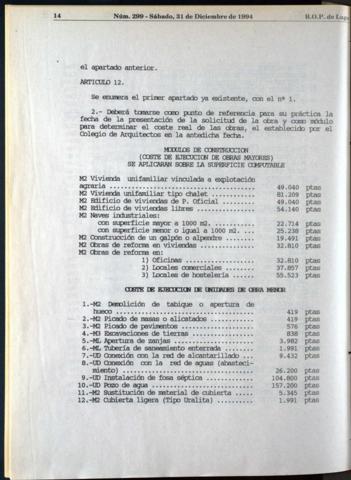 14 Núm. 299 - Sábado, 31 de Diciembre de 1994 B.O.P. de Lugo
el apartado anterior.
ARTICULO 12.
Se enumera el primer apartado ya existente, con el nº 1.
2.- Deberá tomarse como punto de referencia para su práctica la
fecha de la presentación de la solicitud de la obra y como módulo
para determinar el coste real de las obras, el establecido por el
Colegio de Arquitectos en la antedicha fecha.
MODULOS DE CONSTRUCCION
(COSTE DE EJECUCION DE OBRAS MAYORES)
SE APLICARAN SOBRE LA SUPERFICIE COMPUTABLE
M2 Vivienda unifamiliar vinculada a explotación
agraria ........................................ 49.040 ptas
M2 Vivienda unifamiliar tipo chalet ............ 81.209 ptas
M2 Edificio de viviendas de P. Oficial ......... 49.040 ptas
M2 Edificio de viviendas libres ................ 54.140 ptas
M2 Naves industriales:
con superficie mayor a 1000 m2. ........... 22.714 ptas
con superficie menor o igual a 1000 m2. ... 25.238 ptas
M2 Construcción de un galpón o alpendre ........ 19.491 ptas
M2 Obras de reforma en viviendas ............... 32.810 ptas
M2 Obras de reforma en:
1) Oficinas ................ 32.810 ptas
2) Locales comerciales ..... 37.857 ptas
3) Locales de hostelería ... 55.523 ptas
COSTE DE EJECUCION DE UNIDADES DE OBRA MENOR
1.-M2 Demolición de tabique o apertura de
hueco ................................ 419 ptas
2.-M2 Picado de masas o alicatados ......... 419 ptas
3.-M2 Picado de pavimentos ................. 576 ptas
4.-M3 Excavaciones de tierras .............. 838 ptas
5.-ML Apertura de zanjas ................... 3.982 ptas
6.-ML Tubería de saneamiento enterrada ..... 1.991 ptas
7.-UD Conexión con la red de alcantarillado ... 9.432 ptas
8.-UD Conexión con la red de aguas (abasteci-
miento) .............................. 26.200 ptas
9.-UD Instalación de fosa séptica .......... 104.800 ptas
10.-UD Pozo de agua ........................ 157.200 ptas
11.-M2 Sustitución de material de cubierta ..... 5.345 ptas
12.-M2 Cubierta ligera (Tipo Uralita) ......... 1.991 ptas